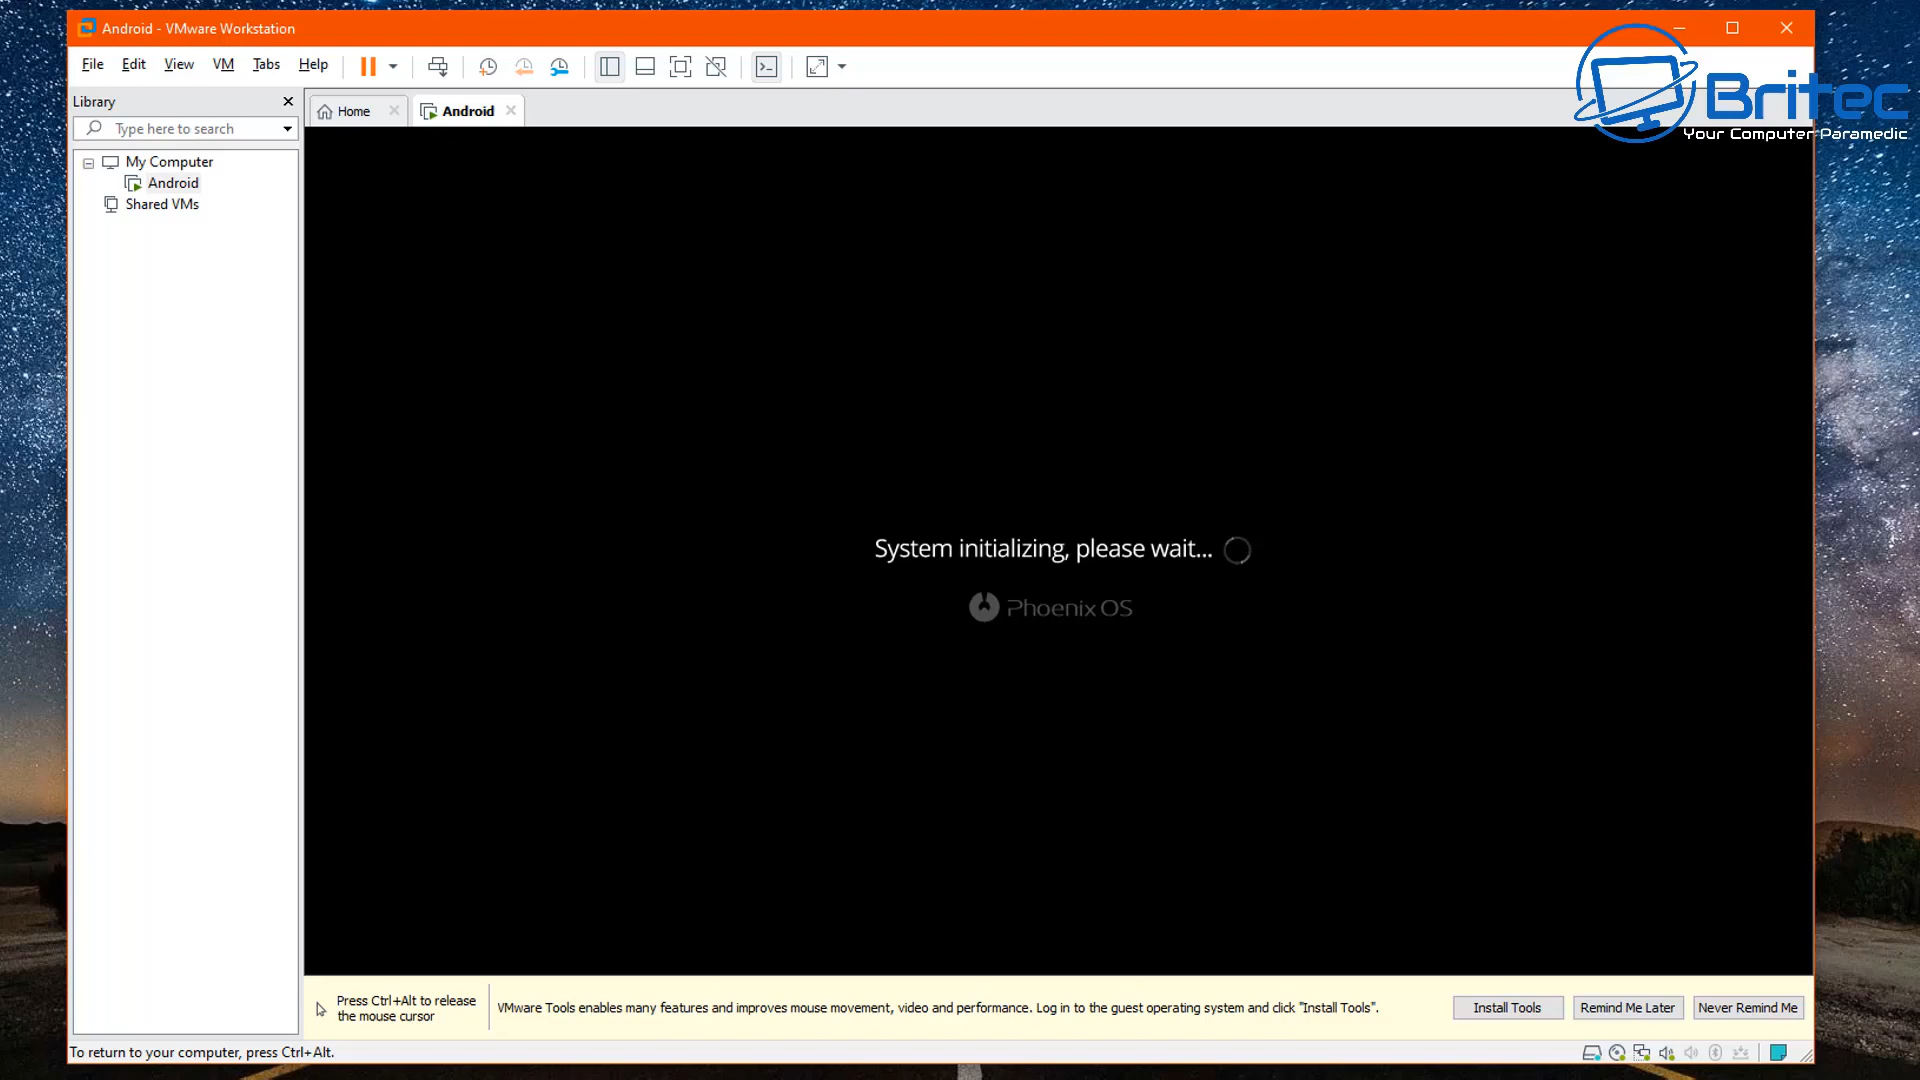 Android - VMware Workstation
File Edit View VM Tabs Help
Britec
Your Computer Paramedic
Library
Home
Android
Type here to search
My Computer
Android
Shared VMs
System initializing, please wait...
Phoenix OS
Press Ctrl+Alt to release
the mouse cursor
VMware Tools enables many features and improves mouse movement, video and performance. Log in to the guest operating system and click "Install Tools".
Install Tools
Remind Me Later
Never Remind Me
To return to your computer, press Ctrl+Alt.